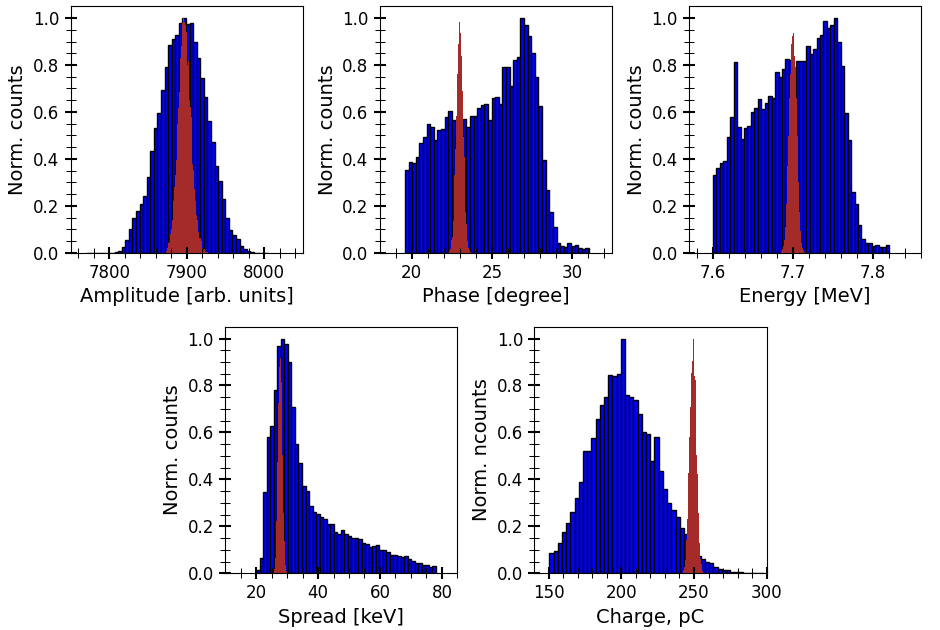 1.0
0.8
0.6
0.4
0.2
0.0
Norm. counts
7800 7900 8000
Amplitude [arb. units]
1.0
0.8
0.6
0.4
0.2
0.0
Norm. counts
20 25 30
Phase [degree]
1.0
0.8
0.6
0.4
0.2
0.0
Norm. counts
7.6 7.7 7.8
Energy [MeV]
1.0
0.8
0.6
0.4
0.2
0.0
Norm. counts
20 40 60 80
Spread [keV]
1.0
0.8
0.6
0.4
0.2
0.0
Norm. ncounts
150 200 250 300
Charge, pC